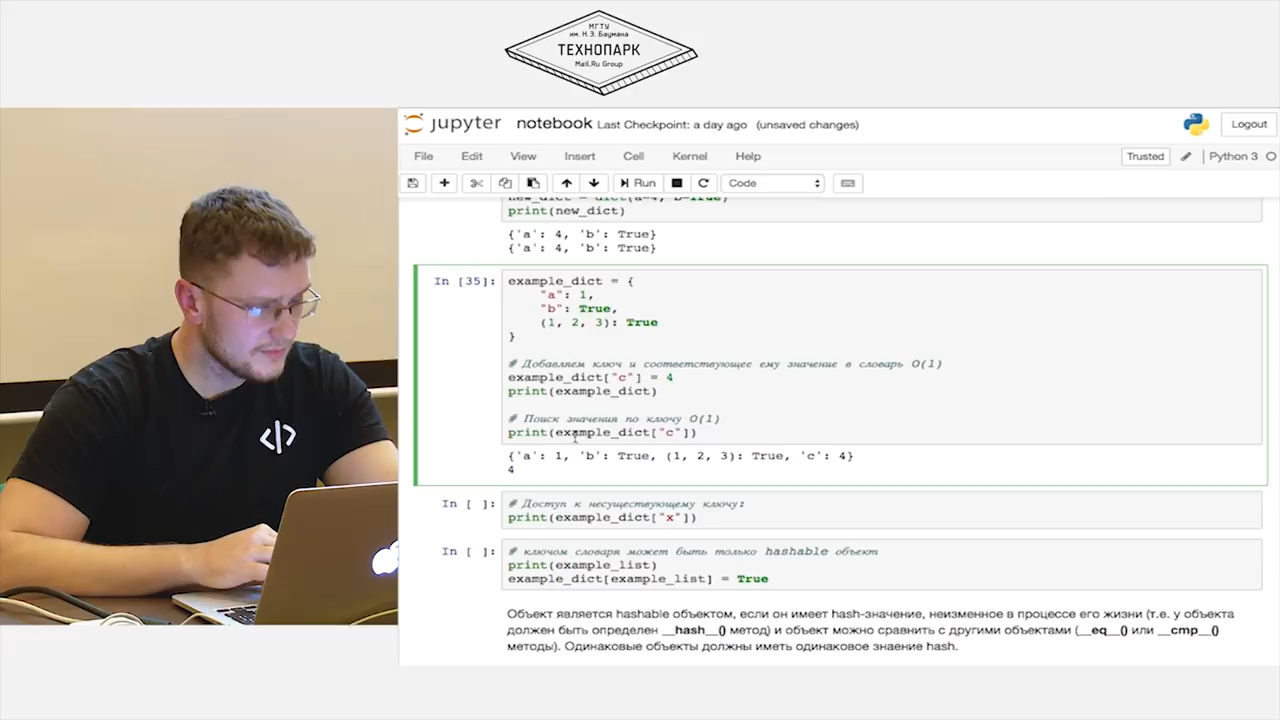 МГТУ
им. Н.Э. Баумана
ТЕХНОПАРК
Mail.Ru Group
jupyter notebook Last Checkpoint: a day ago (unsaved changes)
Logout
File Edit View Insert Cell Kernel Help
Trusted Python 3
Run Code
new_dict = dict(a=4, b=True)
print(new_dict)
{'a': 4, 'b': True}
{'a': 4, 'b': True}
In [35]: example_dict = {
"a": 1,
"b": True,
(1, 2, 3): True
}
# Добавляем ключ и соответствующее ему значение в словарь O(1)
example_dict["c"] = 4
print(example_dict)
# Поиск значения по ключу O(1)
print(example_dict["c"])
{'a': 1, 'b': True, (1, 2, 3): True, 'c': 4}
4
In [ ]: # Доступ к несуществующему ключу:
print(example_dict["x"])
In [ ]: # ключом словаря может быть только hashable объект
print(example_list)
example_dict[example_list] = True
Объект является hashable объектом, если он имеет hash-значение, неизменное в процессе его жизни (т.е. у объекта
должен быть определен __hash__() метод) и объект можно сравнить с другими объектами (__eq__() или __cmp__()
методы). Одинаковые объекты должны иметь одинаковое знаение hash.